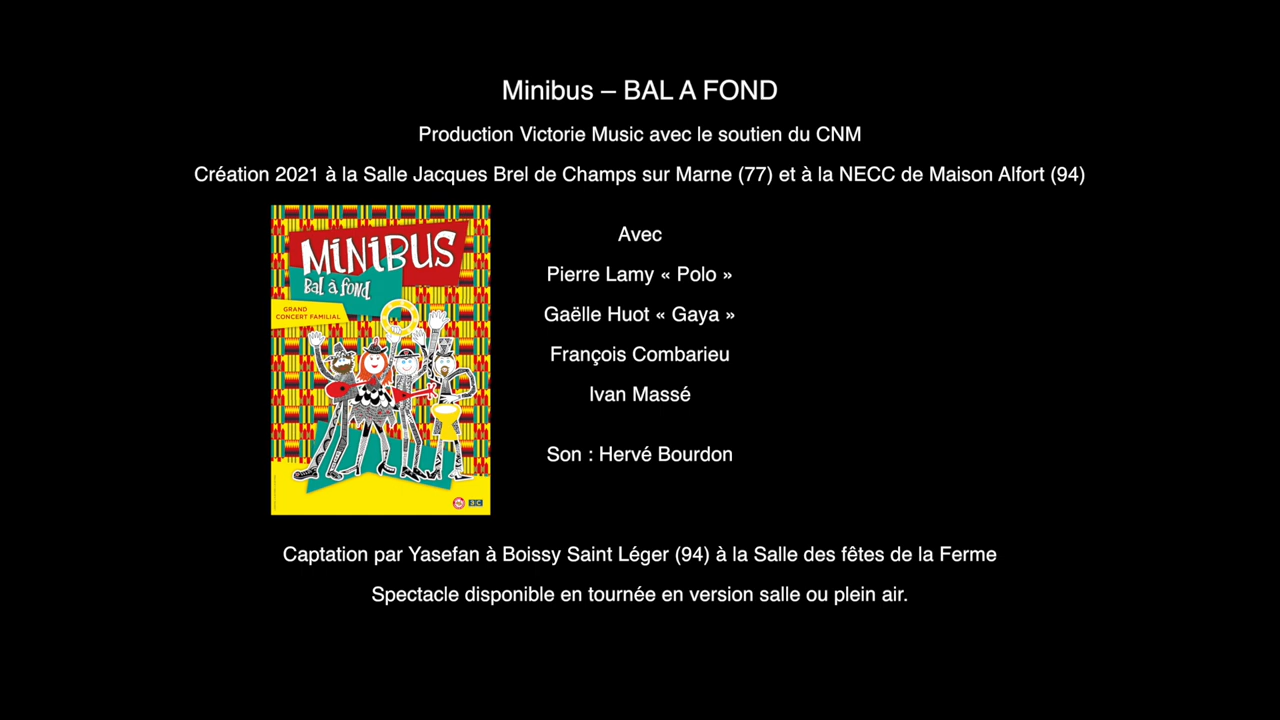 Minibus – BAL A FOND
Production Victorie Music avec le soutien du CNM
Création 2021 à la Salle Jacques Brel de Champs sur Marne (77) et à la NECC de Maison Alfort (94)
MINIBUS
Bal à fond
GRAND
CONCERT FAMILIAL
Avec
Pierre Lamy « Polo »
Gaëlle Huot « Gaya »
François Combarieu
Ivan Massé
Son : Hervé Bourdon
Captation par Yasefan à Boissy Saint Léger (94) à la Salle des fêtes de la Ferme
Spectacle disponible en tournée en version salle ou plein air.